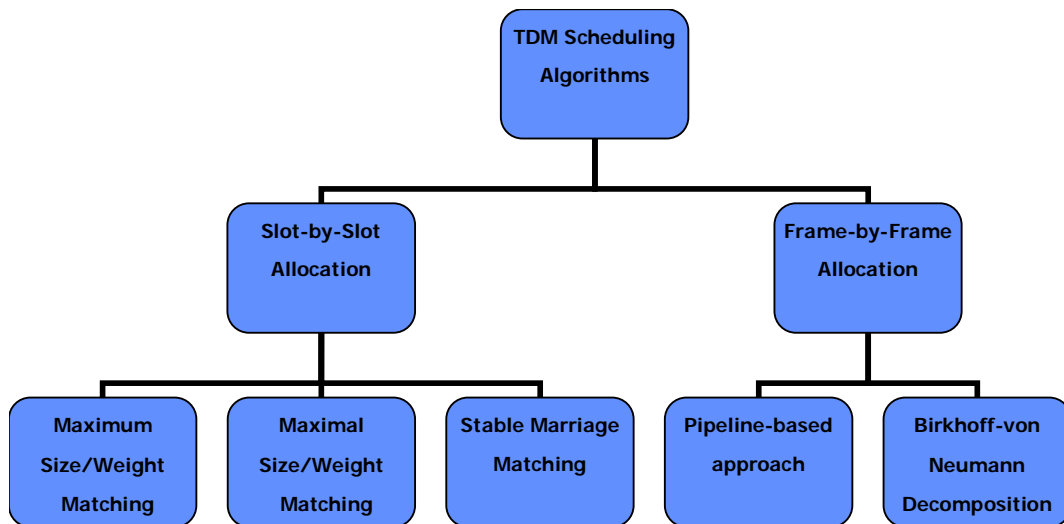 TDM Scheduling
Algorithms
Slot-by-Slot
Allocation
Frame-by-Frame
Allocation
Maximum
Size/Weight
Matching
Maximal
Size/Weight
Matching
Stable Marriage
Matching
Pipeline-based
approach
Birkhoff-von
Neumann
Decomposition